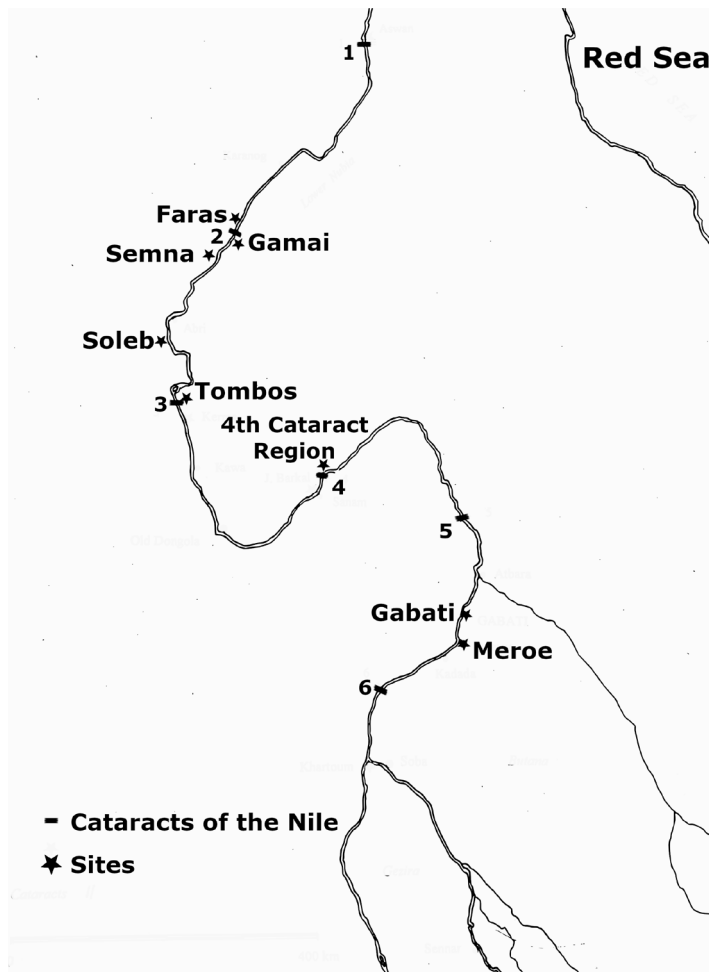 1
Red Sea
Faras
2
Gamai
Semna
Soleb
Tombos
3
4th Cataract
Region
4
5
Gabati
Meroe
6
Cataracts of the Nile
Sites